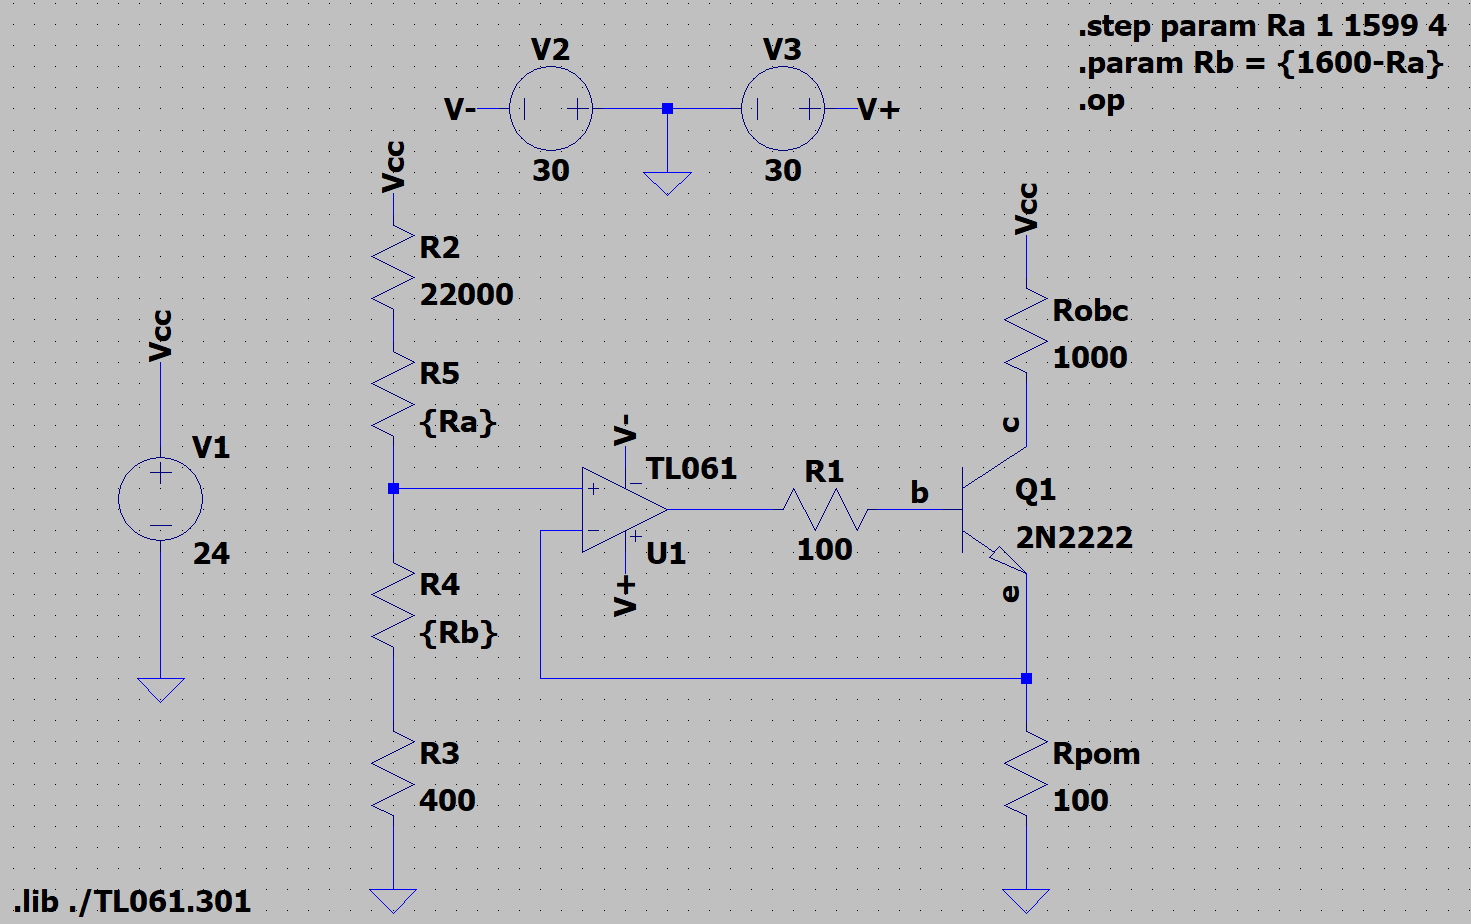 .step param Ra 1 1599 4
.param Rb = {1600-Ra}
.op
V2
V-
30
V3
V+
30
Vcc
R2
22000
R5
{Ra}
R4
{Rb}
R3
400
Vcc
V1
24
V-
TL061
U1
V+
R1
100
b
Vcc
Robc
1000
c
Q1
2N2222
e
Rpom
100
.lib ./TL061.301